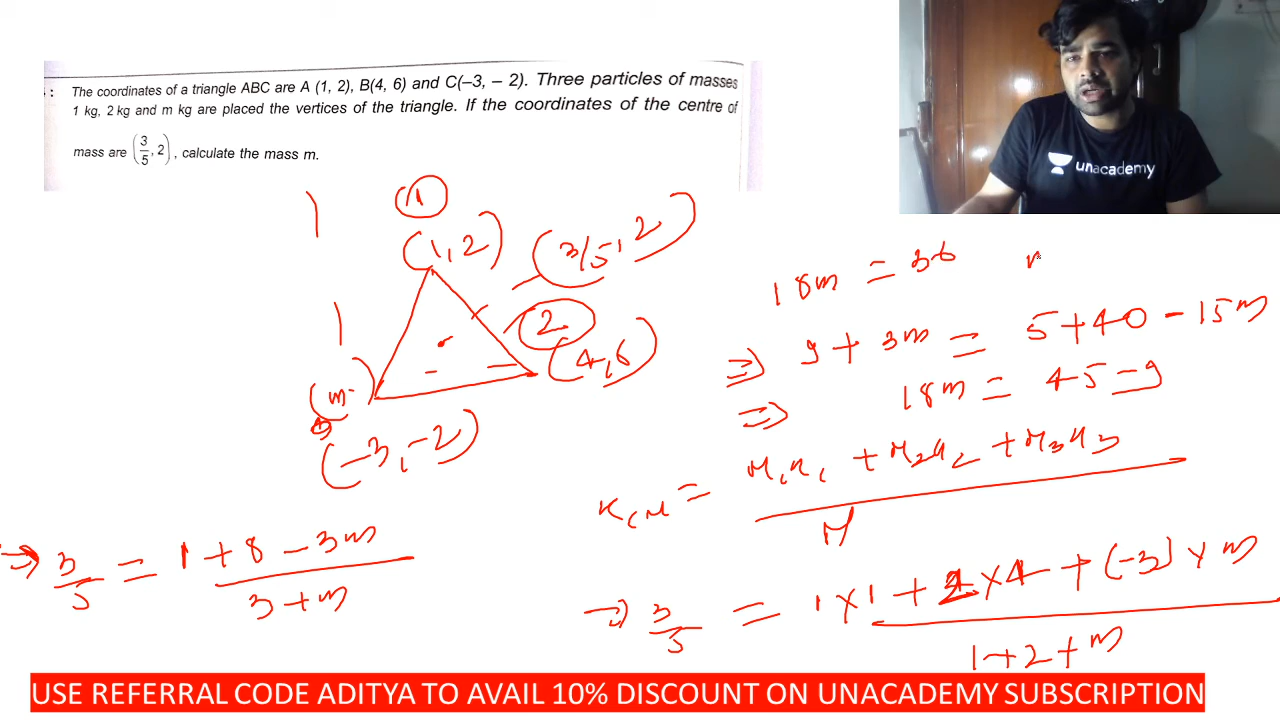 : The coordinates of a triangle ABC are A (1, 2), B(4, 6) and C(–3, – 2). Three particles of masses
1 kg, 2 kg and m kg are placed the vertices of the triangle. If the coordinates of the centre of
mass are (3/5, 2), calculate the mass m.
unacademy
1
(1, 2)
(3/5, 2)
2
(4, 6)
m
(-3, -2)
18m = 36
⇒ 9 + 3m = 5+40 - 15m
⇒ 18m = 45-9
XCM = M1X1 + M2X2 + M3X3 / M
⇒ 3/5 = 1×1 + 2×4 + (-3)×m / 1+2+m
⇒ 3/5 = 1+8-3m / 3+m
USE REFERRAL CODE ADITYA TO AVAIL 10% DISCOUNT ON UNACADEMY SUBSCRIPTION